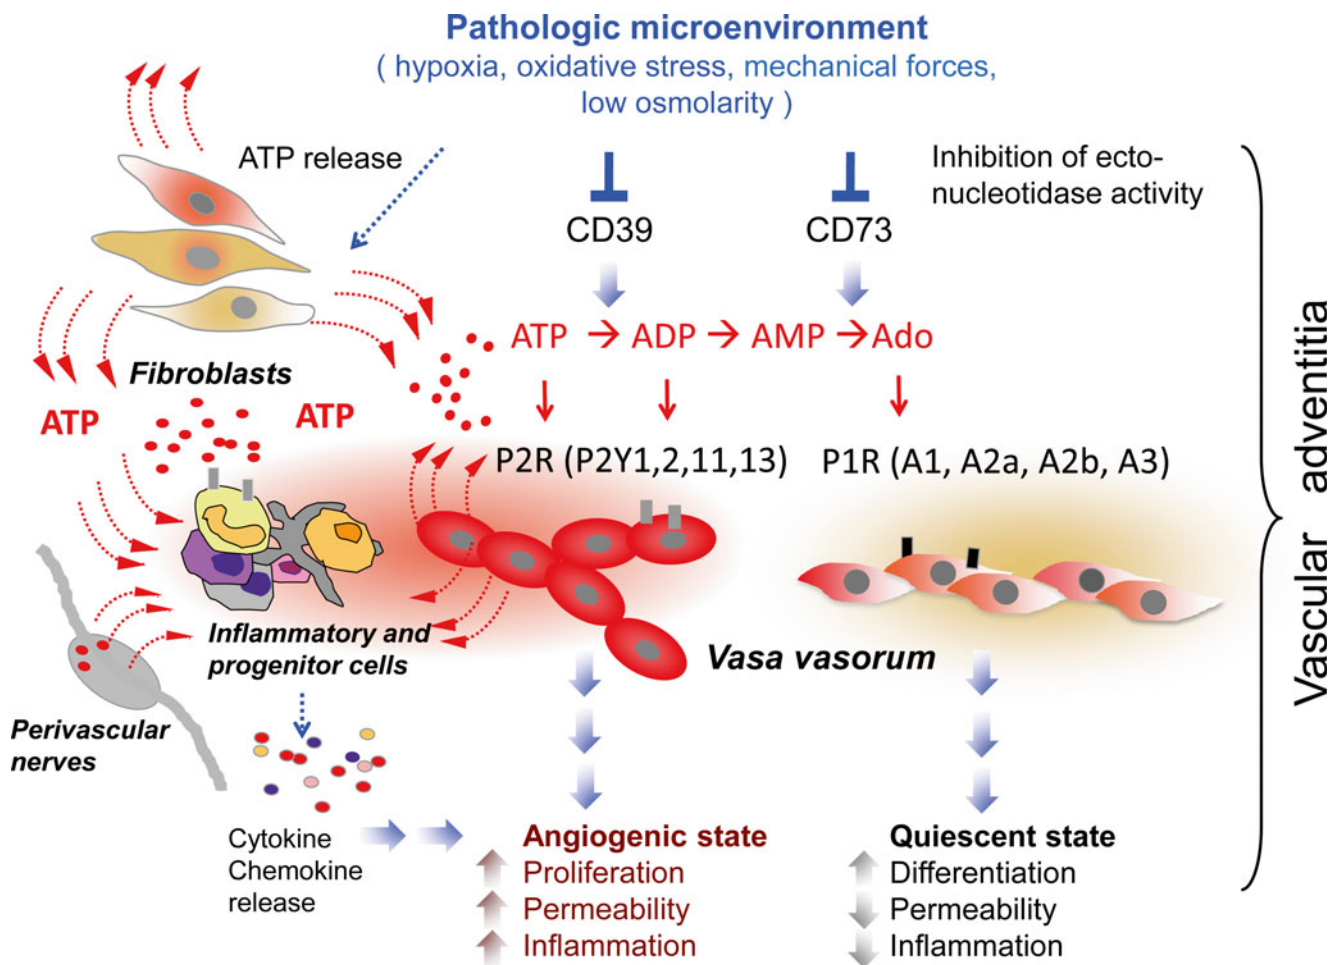 Pathologic microenvironment
( hypoxia, oxidative stress, mechanical forces,
low osmolarity )
ATP release
Inhibition of ecto-
nucleotidase activity
CD39
CD73
ATP → ADP → AMP → Ado
Fibroblasts
ATP
ATP
P2R (P2Y1,2,11,13)
P1R (A1, A2a, A2b, A3)
Inflammatory and
progenitor cells
Vasa vasorum
Perivascular
nerves
Cytokine
Chemokine
release
Angiogenic state
Proliferation
Permeability
Inflammation
Quiescent state
Differentiation
Permeability
Inflammation
Vascular adventitia